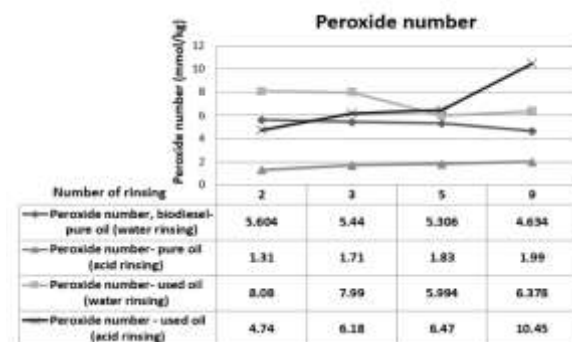 Peroxide number
Peroxide number (mmol/kg)
12
10
8
6
4
2
0
Number of rinsing 2 3 5 9
Peroxide number, biodiesel-
pure oil (water rinsing) 5.604 5.44 5.306 4.634
Peroxide number- pure oil
(acid rinsing) 1.31 1.71 1.83 1.99
Peroxide number - used oil
(water rinsing) 8.08 7.99 5.994 6.378
Peroxide number - used oil
(acid rinsing) 4.74 6.18 6.47 10.45